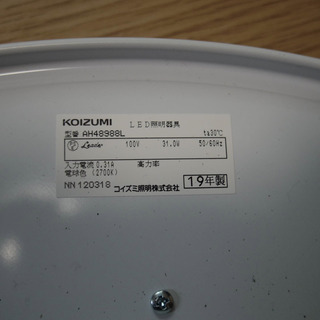 KOIZUMI LED照明器具
型番 AH48988L ta30℃
Leader 100V 31.0W 50/60Hz
入力電流0.31A 高力率
電球色 (2700K)
NN120318 コイズミ照明株式会社 19年製